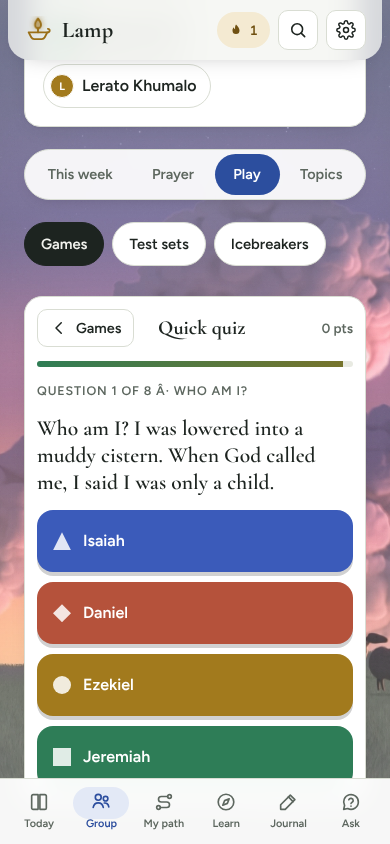 Lamp
1
L
Lerato Khumalo
This week
Prayer
Play
Topics
Games
Test sets
Icebreakers
Games
Quick quiz
0 pts
QUESTION 1 OF 8 Â· WHO AM I?
Who am I? I was lowered into a
muddy cistern. When God called
me, I said I was only a child.
Isaiah
Daniel
Ezekiel
Jeremiah
Today
Group
My path
Learn
Journal
Ask